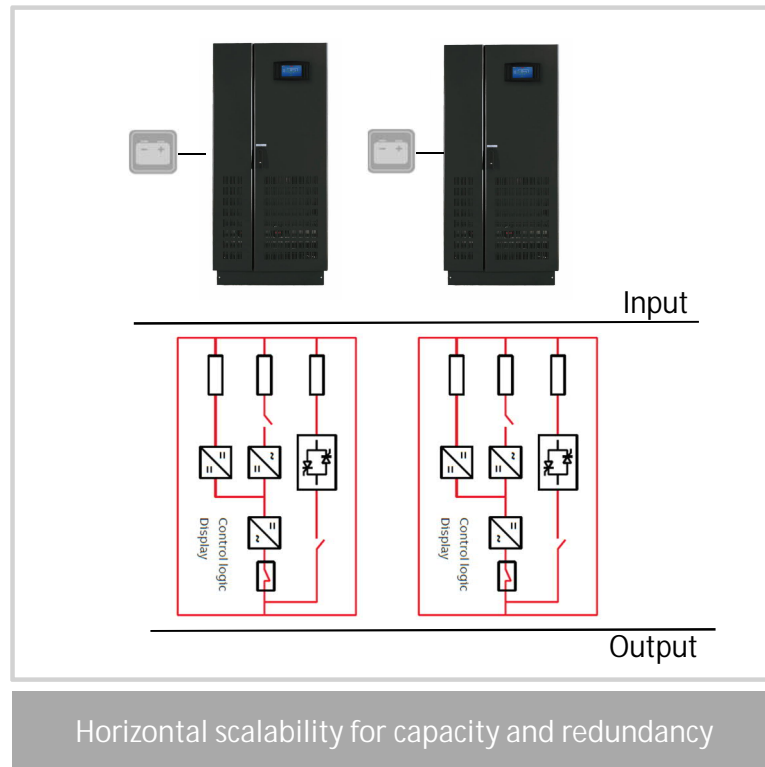 Input
Control logic
Display
Control logic
Display
Output
Horizontal scalability for capacity and redundancy